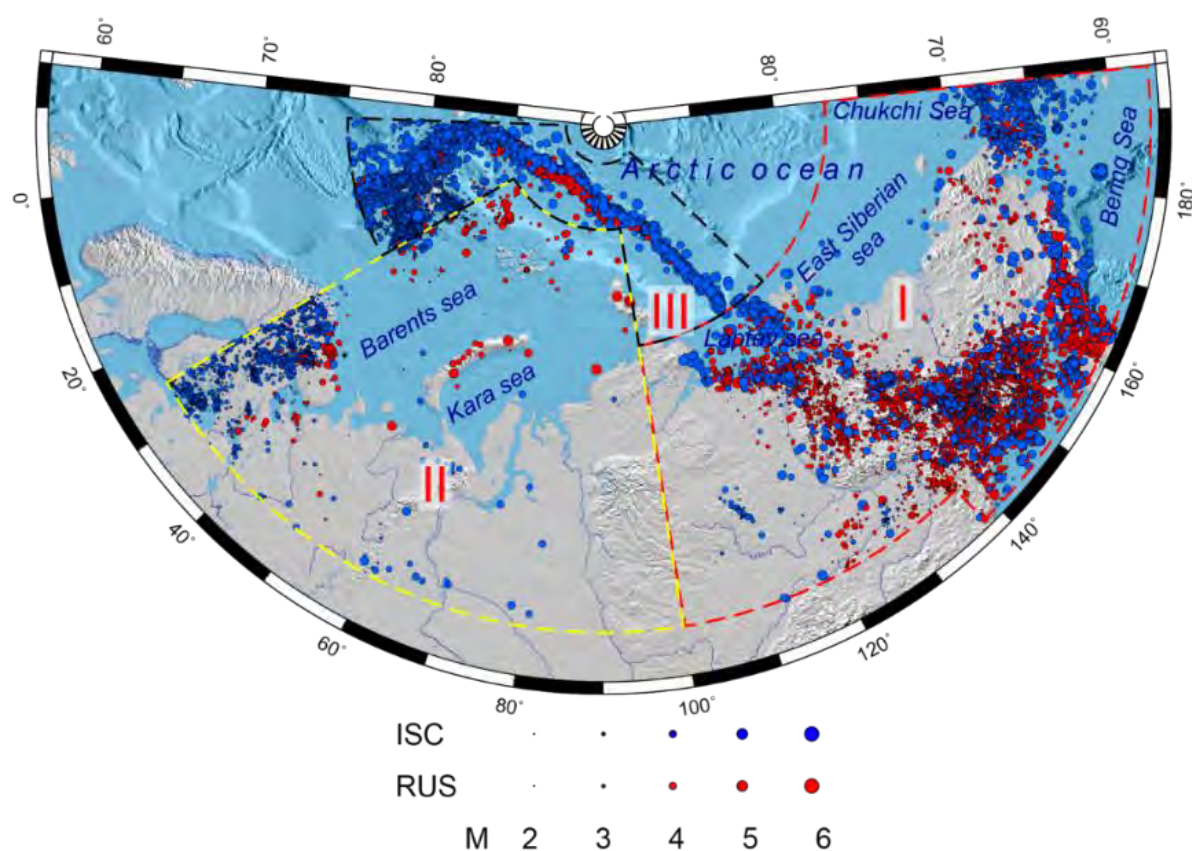 60°
70°
80°
80°
70°
60°
Chukchi Sea
Bering Sea
Arctic ocean
East Siberian
sea
0°
180°
Barents sea
III
I
Laptev sea
Kara sea
20°
160°
II
40°
140°
60°
120°
80°
100°
ISC
RUS
M 2 3 4 5 6